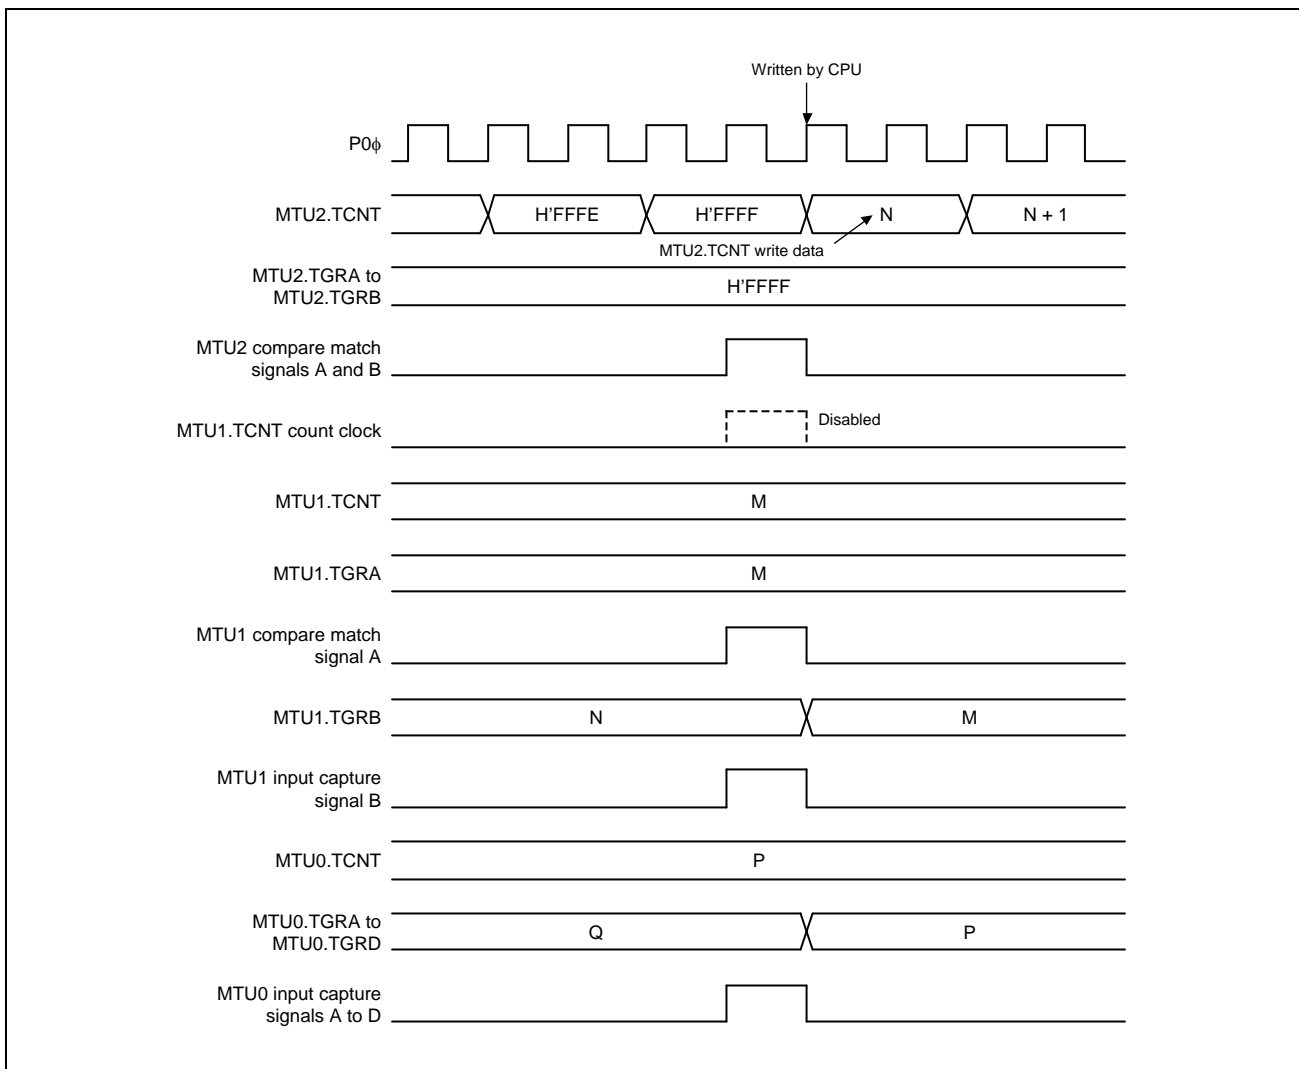 Written by CPU
P0ϕ
MTU2.TCNT
H'FFFE
H'FFFF
N
N + 1
MTU2.TCNT write data
MTU2.TGRA to
MTU2.TGRB
H'FFFF
MTU2 compare match
signals A and B
MTU1.TCNT count clock
Disabled
MTU1.TCNT
M
MTU1.TGRA
M
MTU1 compare match
signal A
MTU1.TGRB
N
M
MTU1 input capture
signal B
MTU0.TCNT
P
MTU0.TGRA to
MTU0.TGRD
Q
P
MTU0 input capture
signals A to D